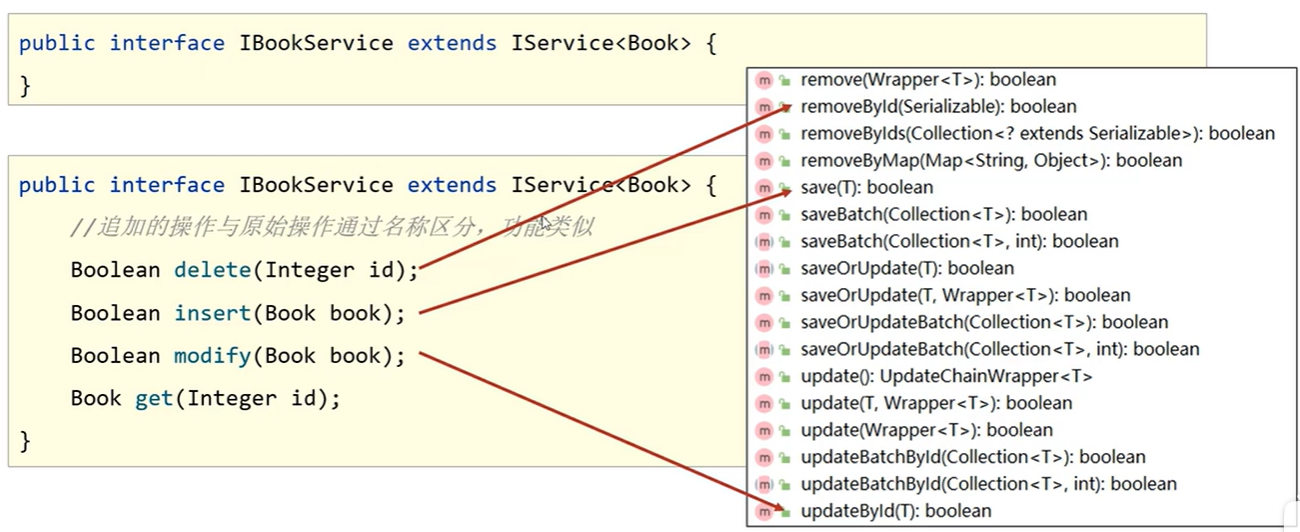 public interface IBookService extends IService<Book> {
}
public interface IBookService extends IService<Book> {
//追加的操作与原始操作通过名称区分，功能类似
Boolean delete(Integer id);
Boolean insert(Book book);
Boolean modify(Book book);
Book get(Integer id);
}
m remove(Wrapper<T>): boolean
m removeById(Serializable): boolean
m removeByIds(Collection<? extends Serializable>): boolean
m removeByMap(Map<String, Object>): boolean
m save(T): boolean
m saveBatch(Collection<T>): boolean
m saveBatch(Collection<T>, int): boolean
m saveOrUpdate(T): boolean
m saveOrUpdate(T, Wrapper<T>): boolean
m saveOrUpdateBatch(Collection<T>): boolean
m saveOrUpdateBatch(Collection<T>, int): boolean
m update(): UpdateChainWrapper<T>
m update(T, Wrapper<T>): boolean
m update(Wrapper<T>): boolean
m updateBatchById(Collection<T>): boolean
m updateBatchById(Collection<T>, int): boolean
m updateById(T): boolean